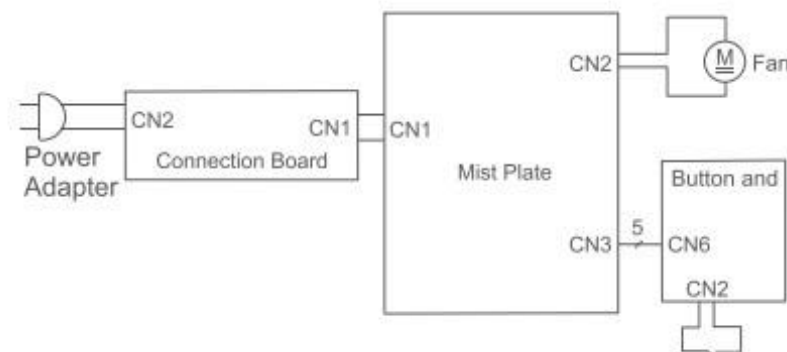 CN2
Fan
CN2
CN1
CN1
Power
Adapter
Connection Board
Mist Plate
Button and
5
CN3
CN6
CN2